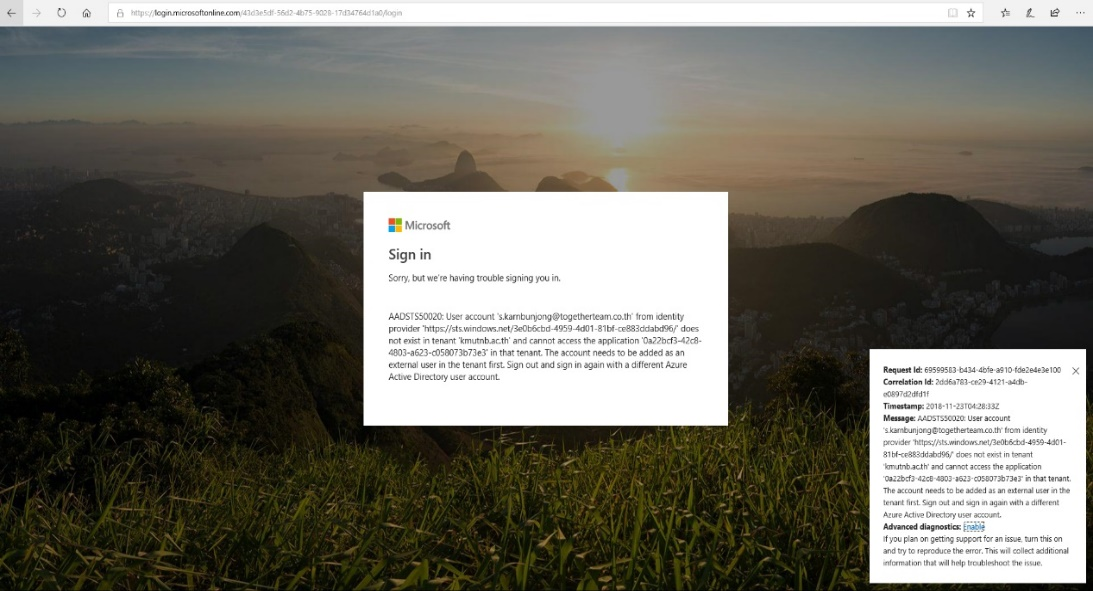 https://login.microsoftonline.com/43d3e5df-56d2-4b75-9028-17d34764d1a0/login
Microsoft
Sign in
Sorry, but we're having trouble signing you in.
AADSTS50020: User account 's.karnbunjong@togetherteam.co.th' from identity
provider 'https://sts.windows.net/3e0b6cbd-4959-4d01-81bf-ce883ddabd96/' does
not exist in tenant 'kmutnb.ac.th' and cannot access the application '0a22bcf3-42c8-
4803-a623-c058073b73e3' in that tenant. The account needs to be added as an
external user in the tenant first. Sign out and sign in again with a different Azure
Active Directory user account.
Request Id: 69599583-b434-4bfe-a910-fde2e4e3e100
Correlation Id: 2dd6a783-ce29-4121-a4db-
e0897d2dfd1f
Timestamp: 2018-11-23T04:28:33Z
Message: AADSTS50020: User account
's.karnbunjong@togetherteam.co.th' from identity
provider 'https://sts.windows.net/3e0b6cbd-4959-4d01-
81bf-ce883ddabd96/' does not exist in tenant
'kmutnb.ac.th' and cannot access the application
'0a22bcf3-42c8-4803-a623-c058073b73e3' in that tenant.
The account needs to be added as an external user in the
tenant first. Sign out and sign in again with a different
Azure Active Directory user account.
Advanced diagnostics: Enable
If you plan on getting support for an issue, turn this on
and try to reproduce the error. This will collect additional
information that will help troubleshoot the issue.